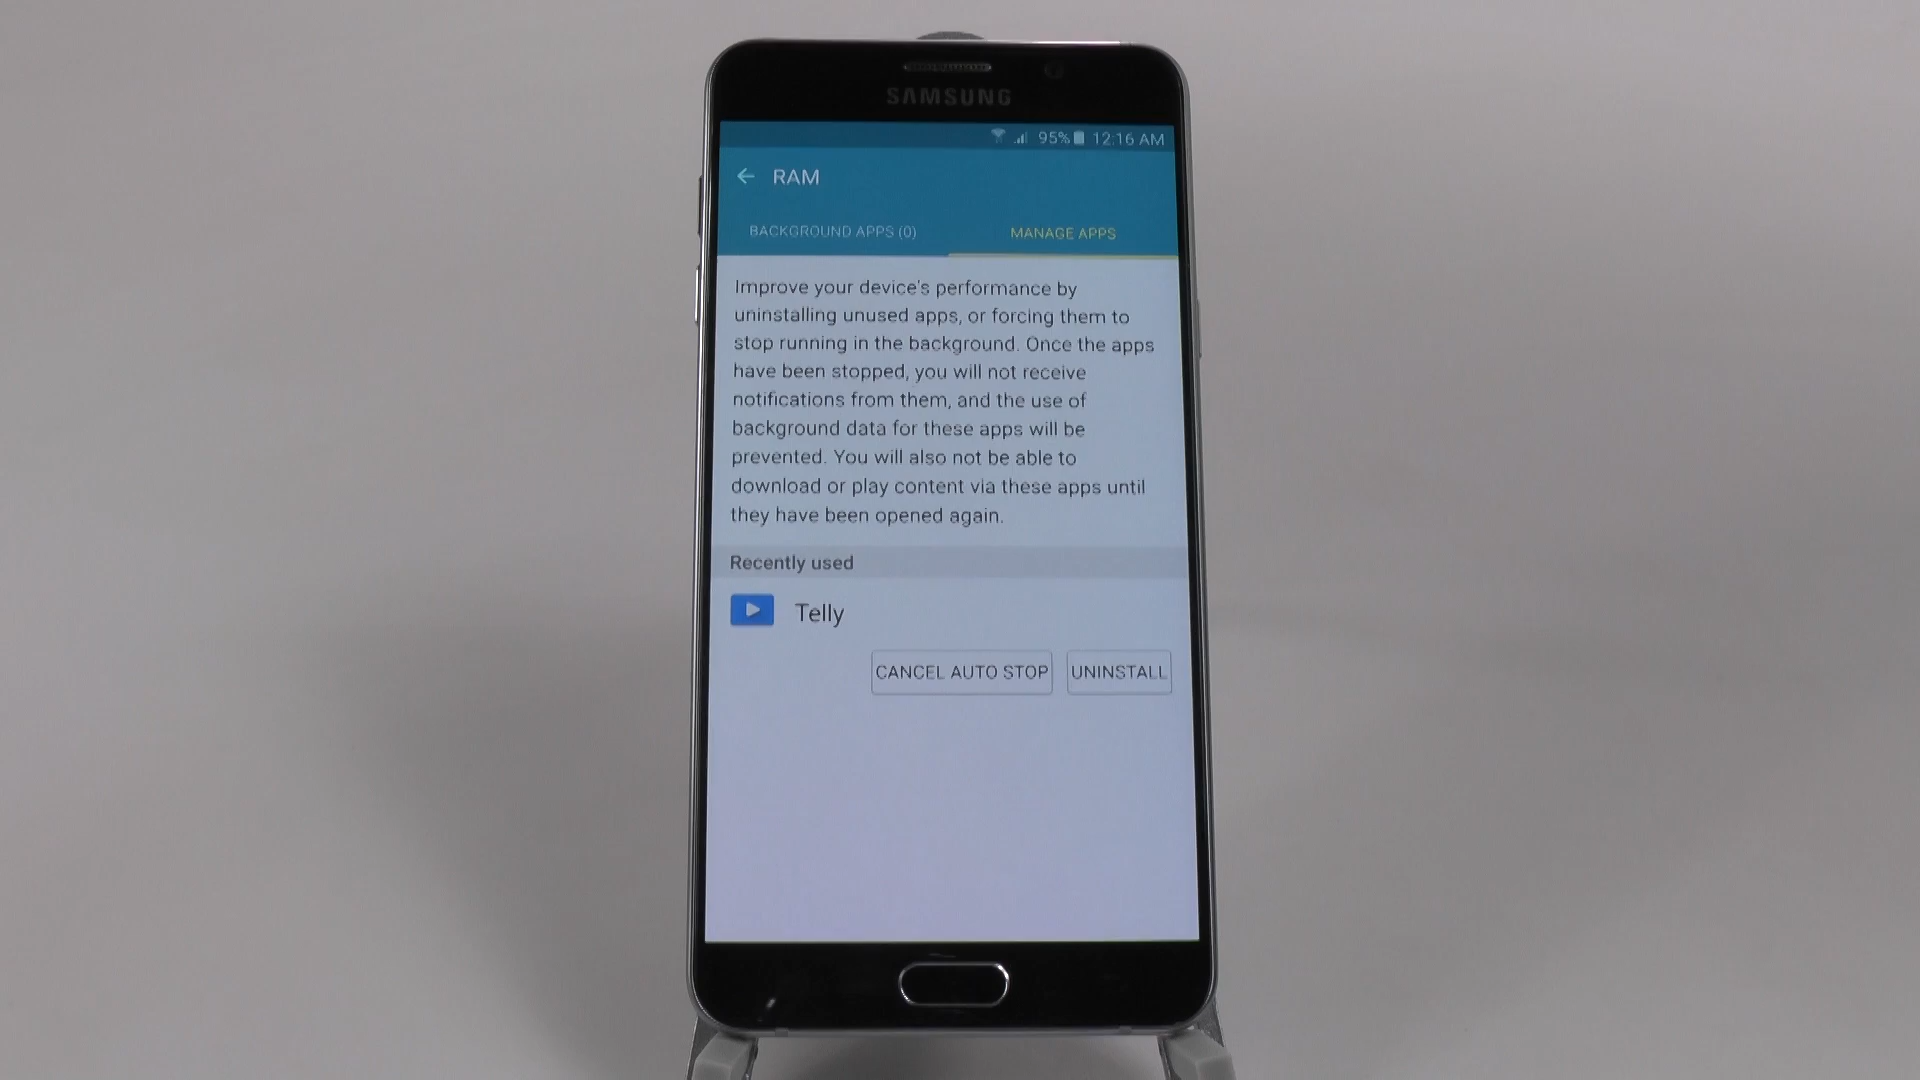 SAMSUNG
95% 12:16 AM
RAM
BACKGROUND APPS (0) MANAGE APPS
Improve your device's performance by
uninstalling unused apps, or forcing them to
stop running in the background. Once the apps
have been stopped, you will not receive
notifications from them, and the use of
background data for these apps will be
prevented. You will also not be able to
download or play content via these apps until
they have been opened again.
Recently used
Telly
CANCEL AUTO STOP UNINSTALL